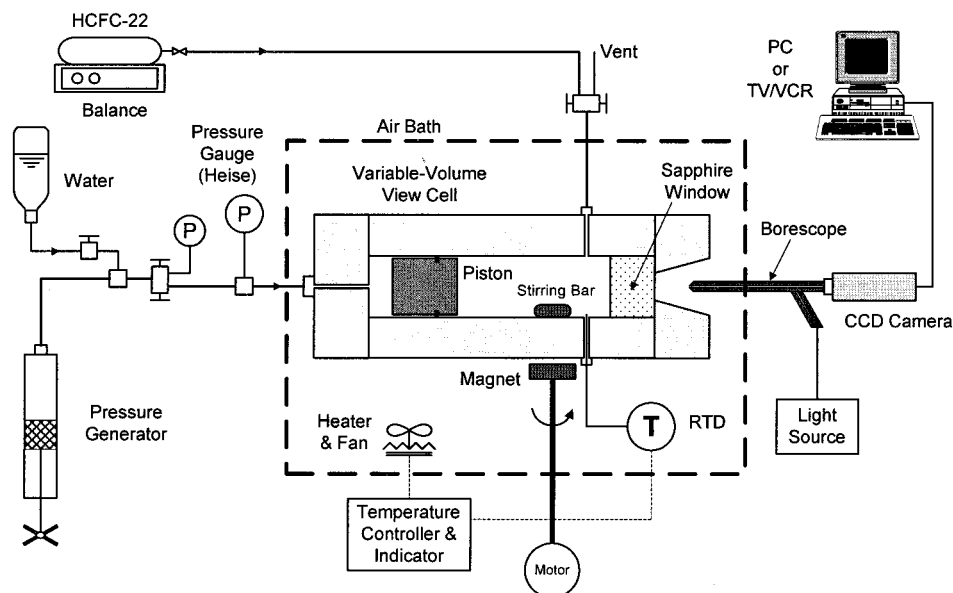 HCFC-22
Balance
Vent
PC
or
TV/VCR
Water
Pressure
Gauge
(Heise)
Air Bath
Variable-Volume
View Cell
Sapphire
Window
P
P
Borescope
Piston
Stirring Bar
CCD Camera
Magnet
Pressure
Generator
Heater
& Fan
T
RTD
Light
Source
Temperature
Controller &
Indicator
Motor